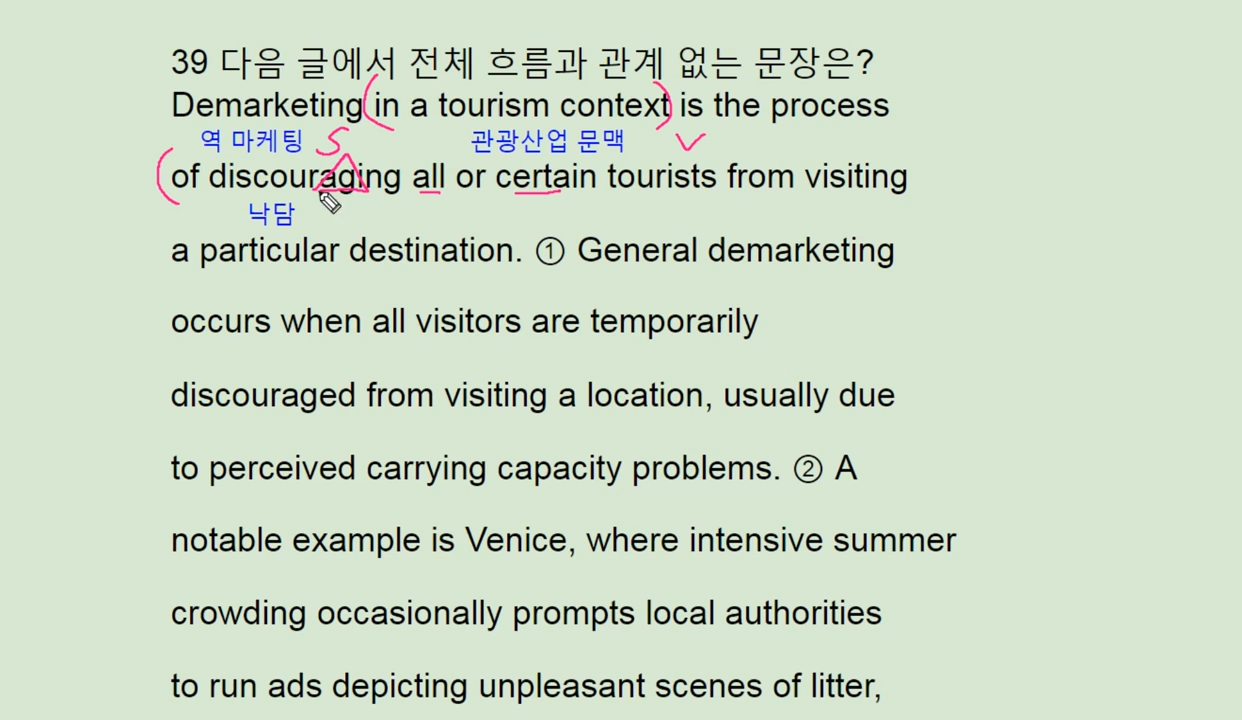 39 다음 글에서 전체 흐름과 관계 없는 문장은?
Demarketing in a tourism context is the process
역 마케팅 S 관광산업 문맥 V
of discouraging all or certain tourists from visiting
낙담
a particular destination. ① General demarketing
occurs when all visitors are temporarily
discouraged from visiting a location, usually due
to perceived carrying capacity problems. ② A
notable example is Venice, where intensive summer
crowding occasionally prompts local authorities
to run ads depicting unpleasant scenes of litter,